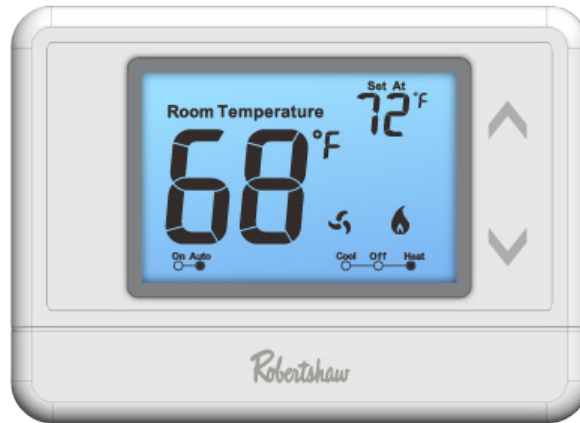 Set At
72°F
Room Temperature
68°F
On Auto
Cool Off Heat
Robertshaw